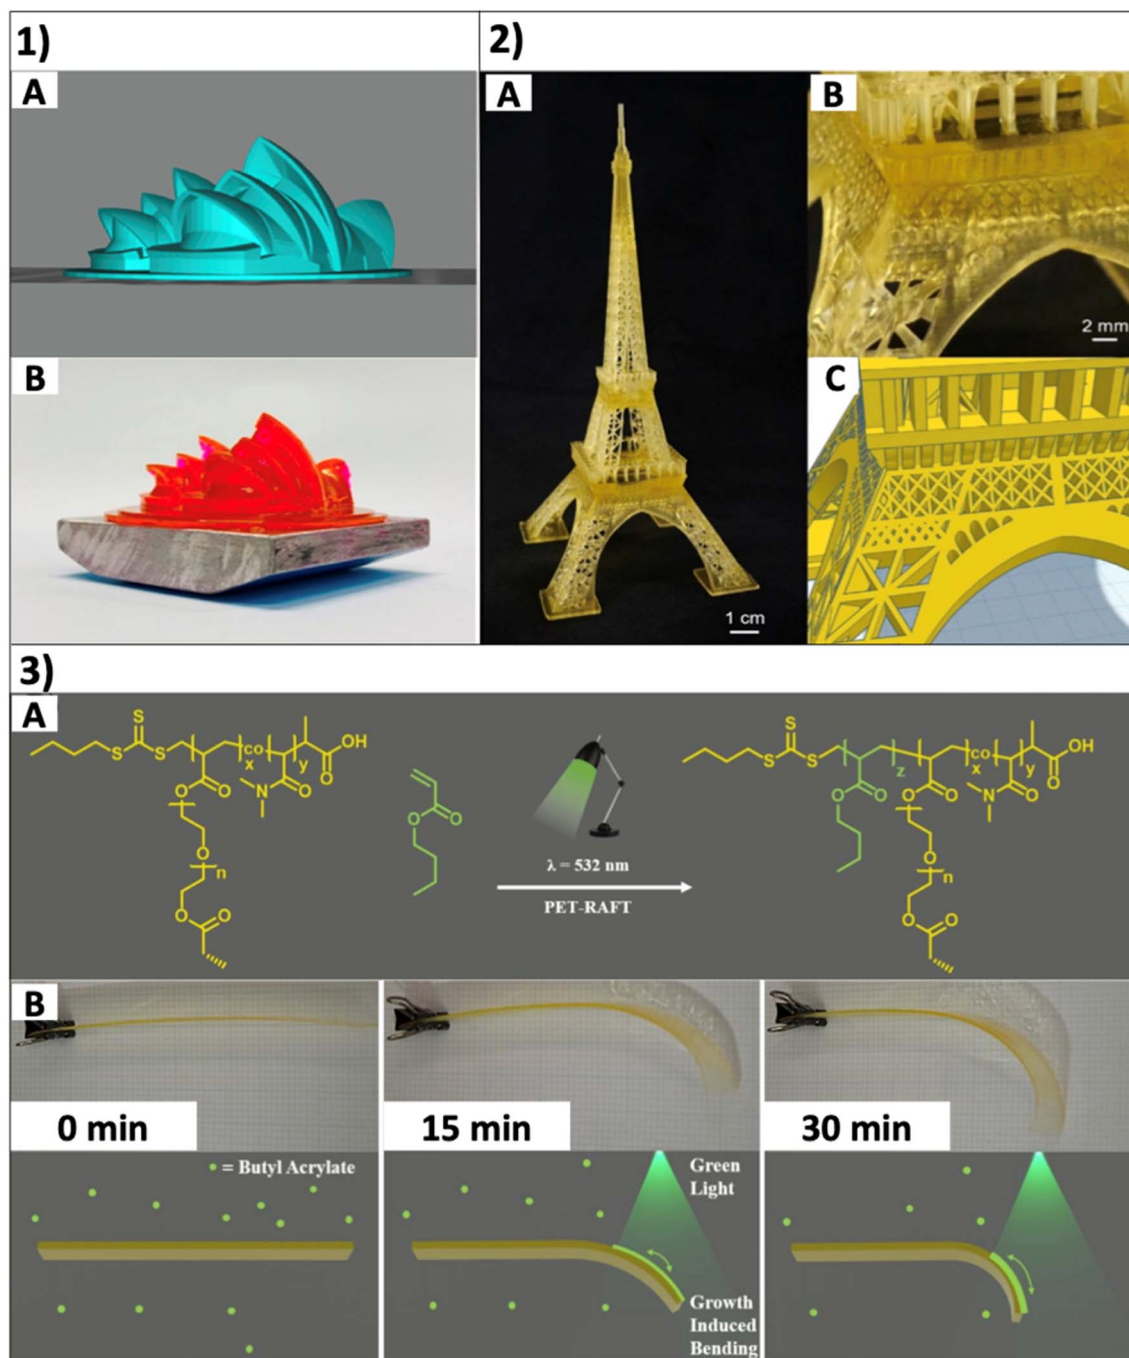 1)
2)
A
A
B
1 cm
2 mm
B
C
3)
A
S
S
S
co
x
y
OH
O
O
O
N
O
n
O
O
O
O
λ = 532 nm
PET-RAFT
S
S
S
z
co
x
y
OH
O
O
O
O
O
N
O
O
n
O
O
B
0 min
15 min
30 min
= Butyl Acrylate
Green
Light
Growth
Induced
Bending